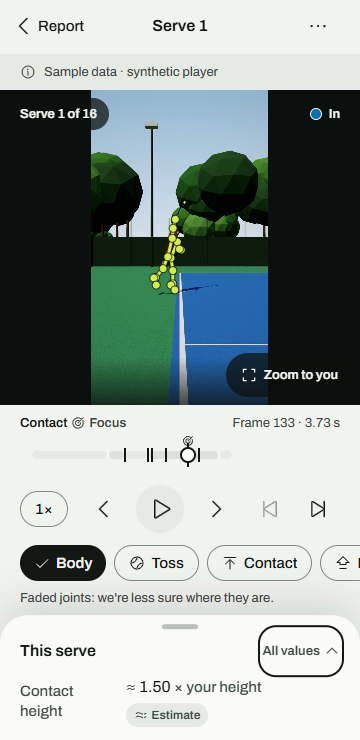 Report
Serve 1
Sample data · synthetic player
Serve 1 of 16
In
Zoom to you
Contact
Focus
Frame 133 · 3.73 s
1×
Body
Toss
Contact
Faded joints: we're less sure where they are.
This serve
All values
Contact height
≈ 1.50 × your height
Estimate